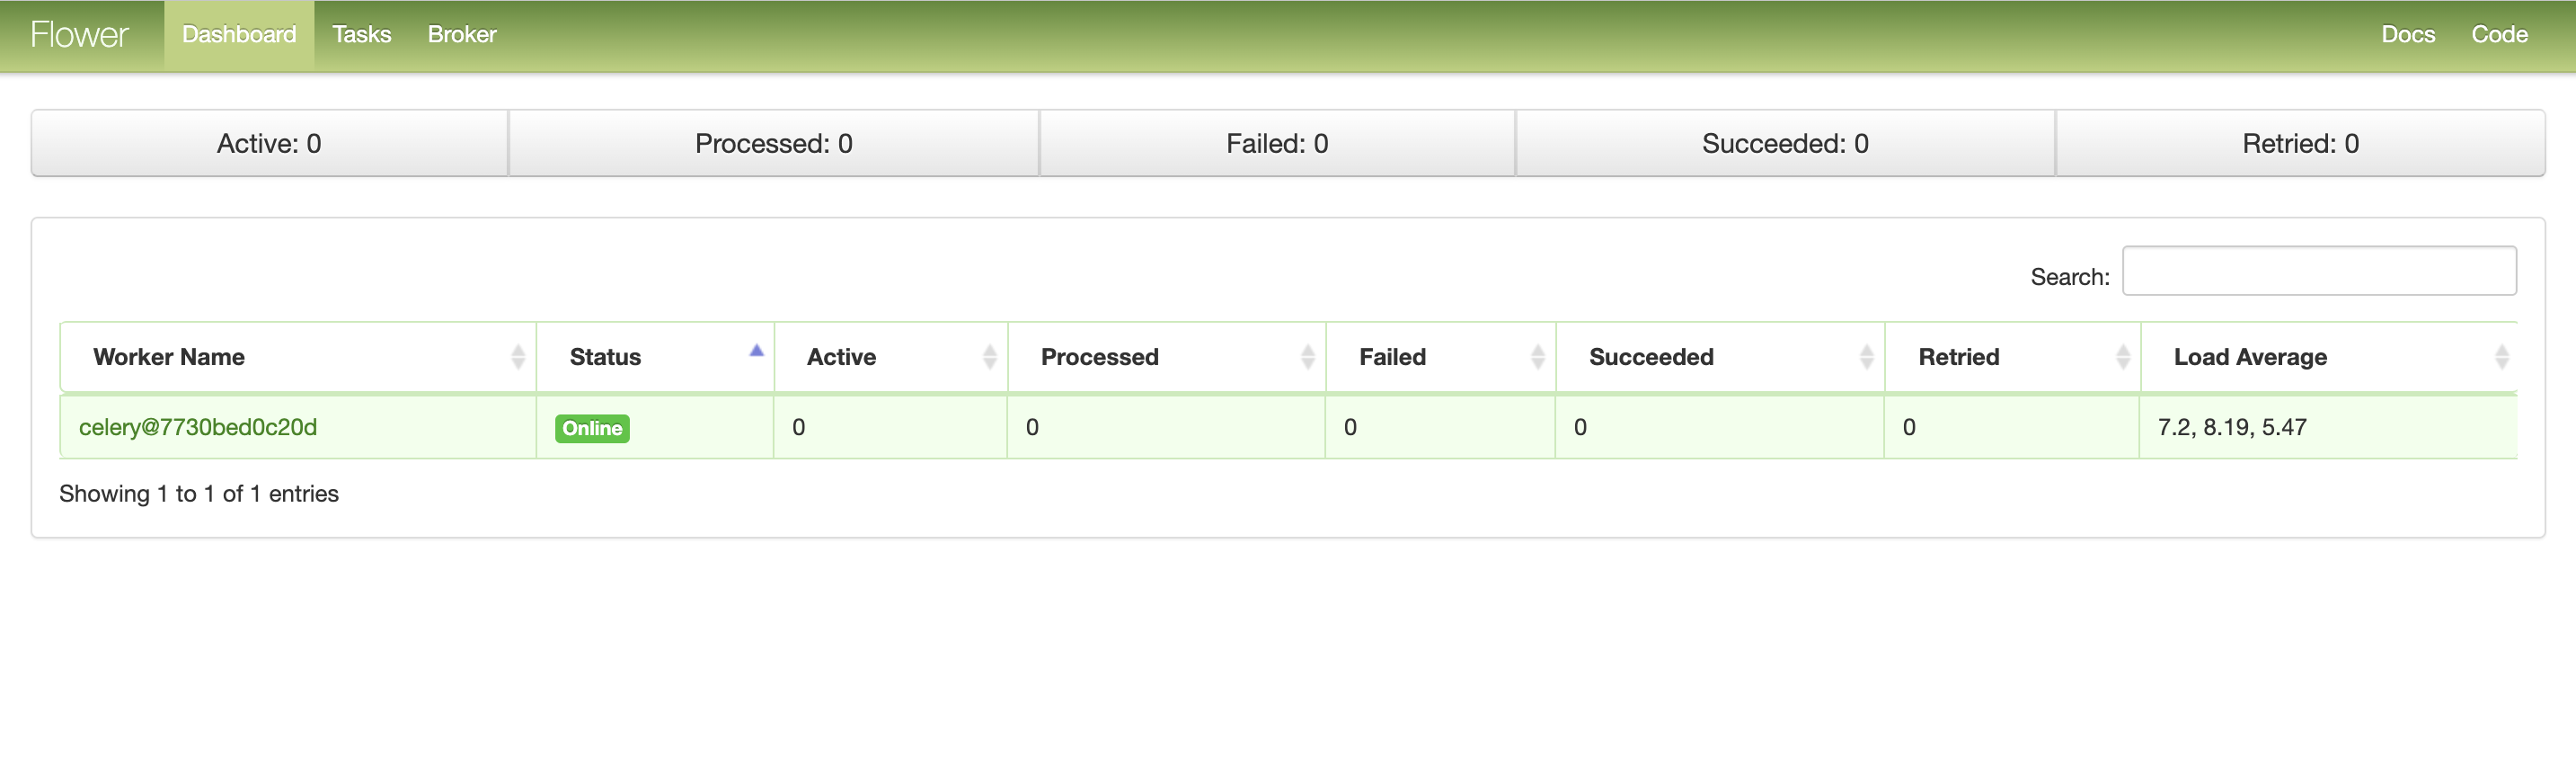 Flower Dashboard Tasks Broker Docs Code
Active: 0 Processed: 0 Failed: 0 Succeeded: 0 Retried: 0
Search:
Worker Name Status Active Processed Failed Succeeded Retried Load Average
celery@7730bed0c20d Online 0 0 0 0 0 7.2, 8.19, 5.47
Showing 1 to 1 of 1 entries